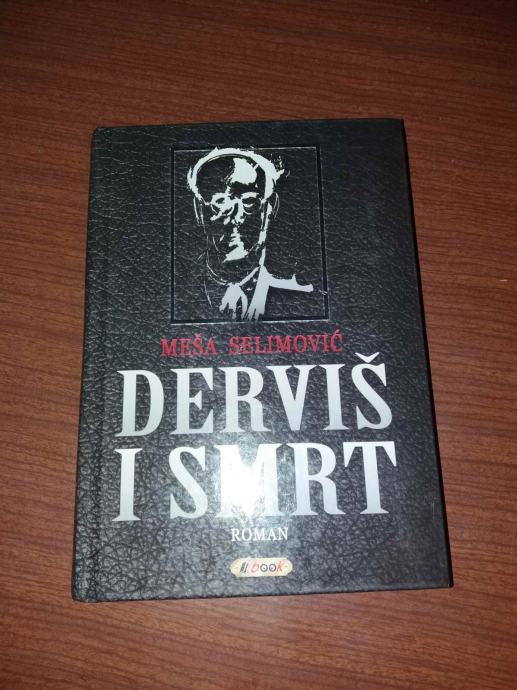 MEŠA SELIMOVIĆ
DERVIŠ
I SMRT
ROMAN
book